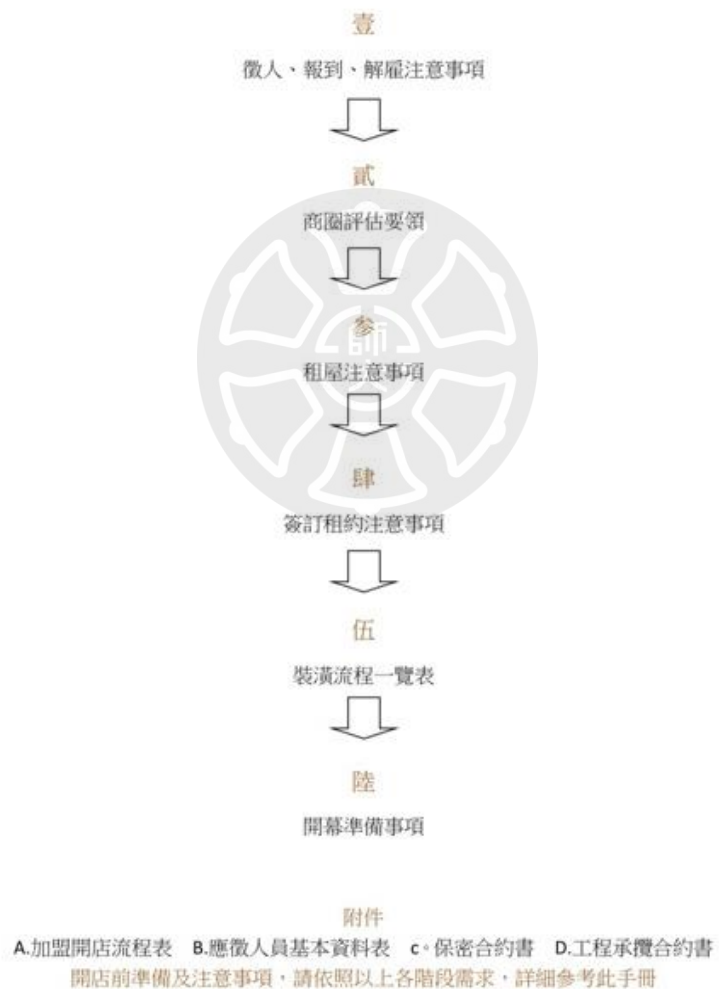 壹
徵人、報到、解雇注意事項
貳
商圈評估要領
參
租屋注意事項
肆
簽訂租約注意事項
伍
裝潢流程一覽表
陸
開幕準備事項
附件
A.加盟開店流程表 B.應徵人員基本資料表 c。保密合約書 D.工程承攬合約書
開店前準備及注意事項，請依照以上各階段需求，詳細參考此手冊